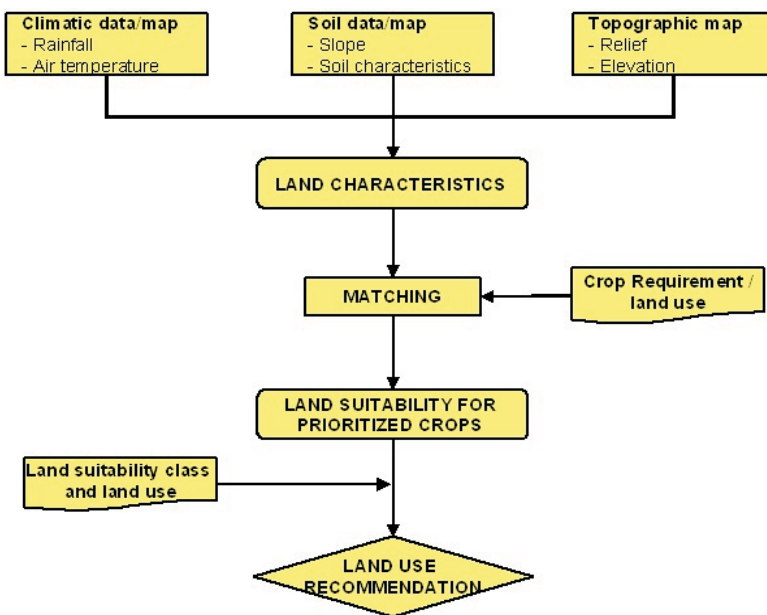 Climatic data/map
- Rainfall
- Air temperature
Soil data/map
- Slope
- Soil characteristics
Topographic map
- Relief
- Elevation
LAND CHARACTERISTICS
MATCHING
Crop Requirement /
land use
LAND SUITABILITY FOR
PRIORITIZED CROPS
Land suitability class
and land use
LAND USE
RECOMMENDATION